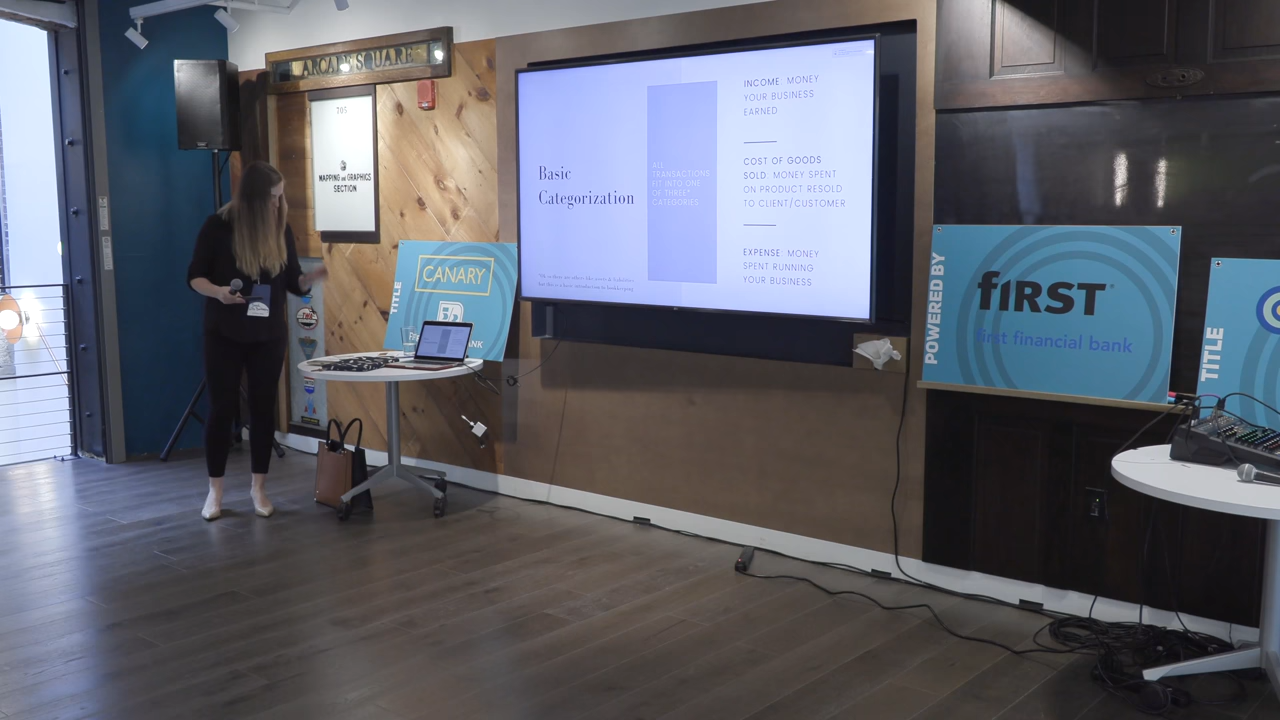 ARCADE SQUARE
705
MAPPING and GRAPHICS
SECTION
TITLE
CANARY
Basic
Categorization
ALL
TRANSACTIONS
FIT INTO ONE
OF THREE*
CATEGORIES
INCOME: MONEY
YOUR BUSINESS
EARNED
COST OF GOODS
SOLD: MONEY SPENT
ON PRODUCT RESOLD
TO CLIENT/CUSTOMER
EXPENSE: MONEY
SPENT RUNNING
YOUR BUSINESS
POWERED BY
fIRST
first financial bank
TITLE